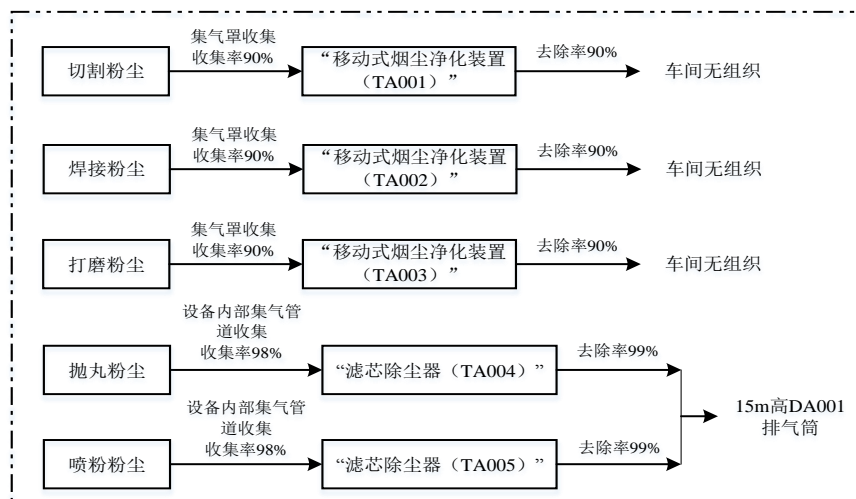 切割粉尘
集气罩收集
收集率90%
“移动式烟尘净化装置
（TA001）”
去除率90%
车间无组织
焊接粉尘
集气罩收集
收集率90%
“移动式烟尘净化装置
（TA002）”
去除率90%
车间无组织
打磨粉尘
集气罩收集
收集率90%
“移动式烟尘净化装置
（TA003）”
去除率90%
车间无组织
抛丸粉尘
设备内部集气管
道收集
收集率98%
“滤芯除尘器（TA004）”
去除率99%
喷粉粉尘
设备内部集气管
道收集
收集率98%
“滤芯除尘器（TA005）”
去除率99%
15m高DA001
排气筒